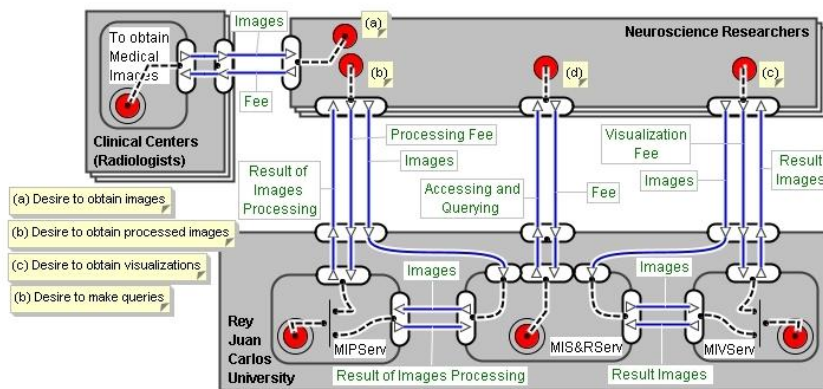 Images
(a)
Neuroscience Researchers
To obtain
Medical
Images
(b)
(d)
(c)
Fee
Clinical Centers
(Radiologists)
Processing Fee
Images
Visualization
Fee
Result of
Images
Processing
Accessing and
Querying
Fee
Images
Result
Images
(a) Desire to obtain images
(b) Desire to obtain processed images
(c) Desire to obtain visualizations
(b) Desire to make queries
Images
Images
Rey
Juan
Carlos
University
MIPServ
MIS&RServ
MIVServ
Result of Images Processing
Result Images